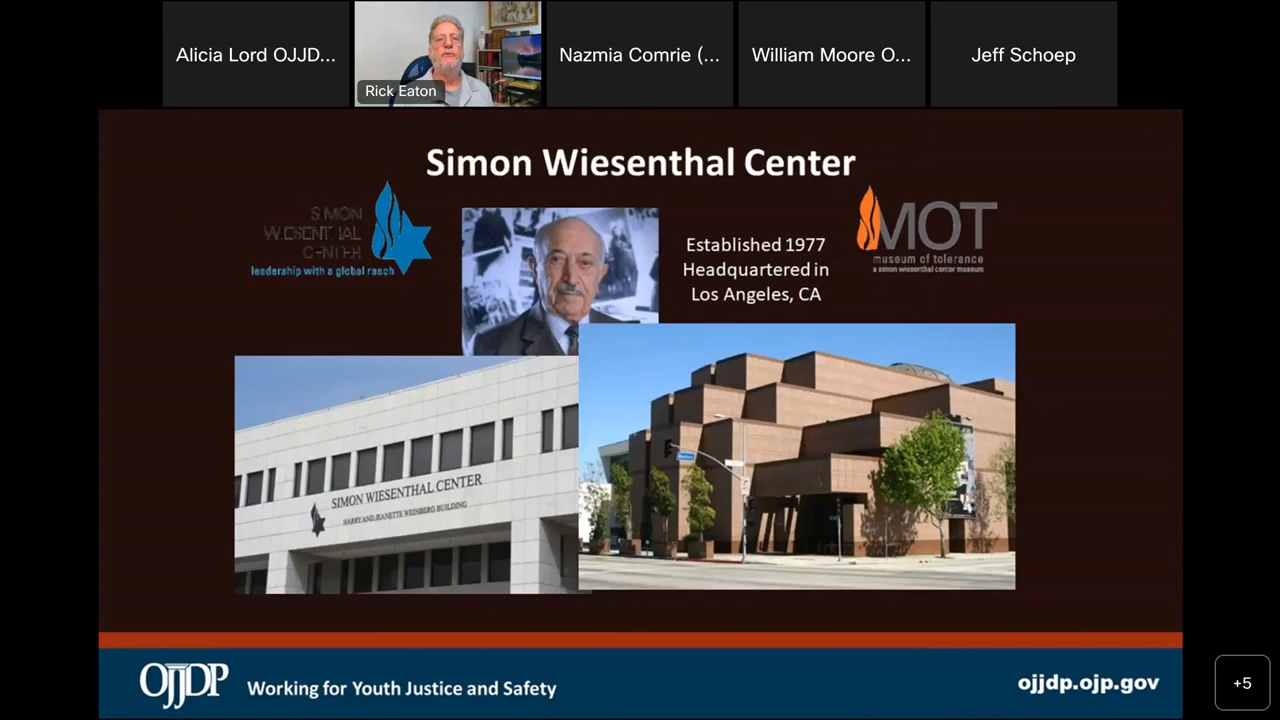 Alicia Lord OJJD...
Rick Eaton
Nazmia Comrie (...
William Moore O...
Jeff Schoep
Simon Wiesenthal Center
SIMON
WIESENTHAL
CENTER
leadership with a global reach
Established 1977
Headquartered in
Los Angeles, CA
MOT
museum of tolerance
a simon wiesenthal center museum
SIMON WIESENTHAL CENTER
HARRY AND JEANETTE WEINBERG BUILDING
OJJDP
Working for Youth Justice and Safety
ojjdp.ojp.gov
+5